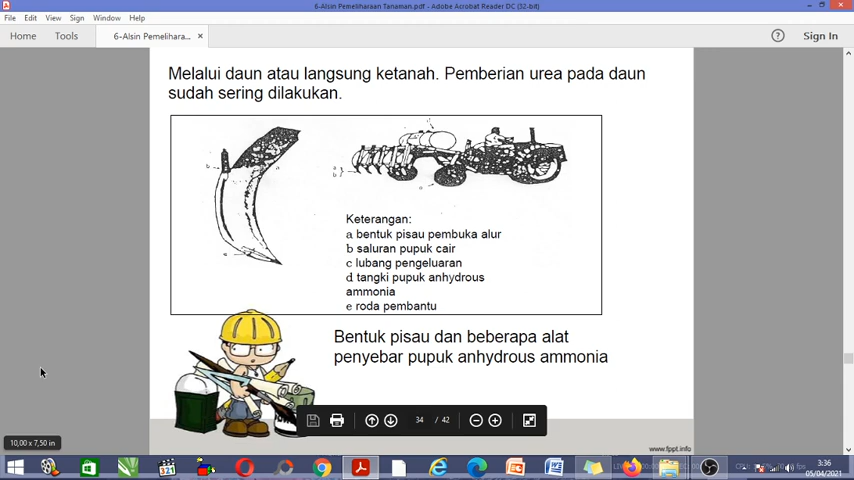 6-Alsin Pemeliharaan Tanaman.pdf - Adobe Acrobat Reader DC (32-bit)
File Edit View Sign Window Help
Home Tools 6-Alsin Pemelihara... × Sign In
Melalui daun atau langsung ketanah. Pemberian urea pada daun
sudah sering dilakukan.
Keterangan:
a bentuk pisau pembuka alur
b saluran pupuk cair
c lubang pengeluaran
d tangki pupuk anhydrous
ammonia
e roda pembantu
Bentuk pisau dan beberapa alat
penyebar pupuk anhydrous ammonia
34 / 42
10,00 x 7,50 in
www.fppt.info
3:36
05/04/2021